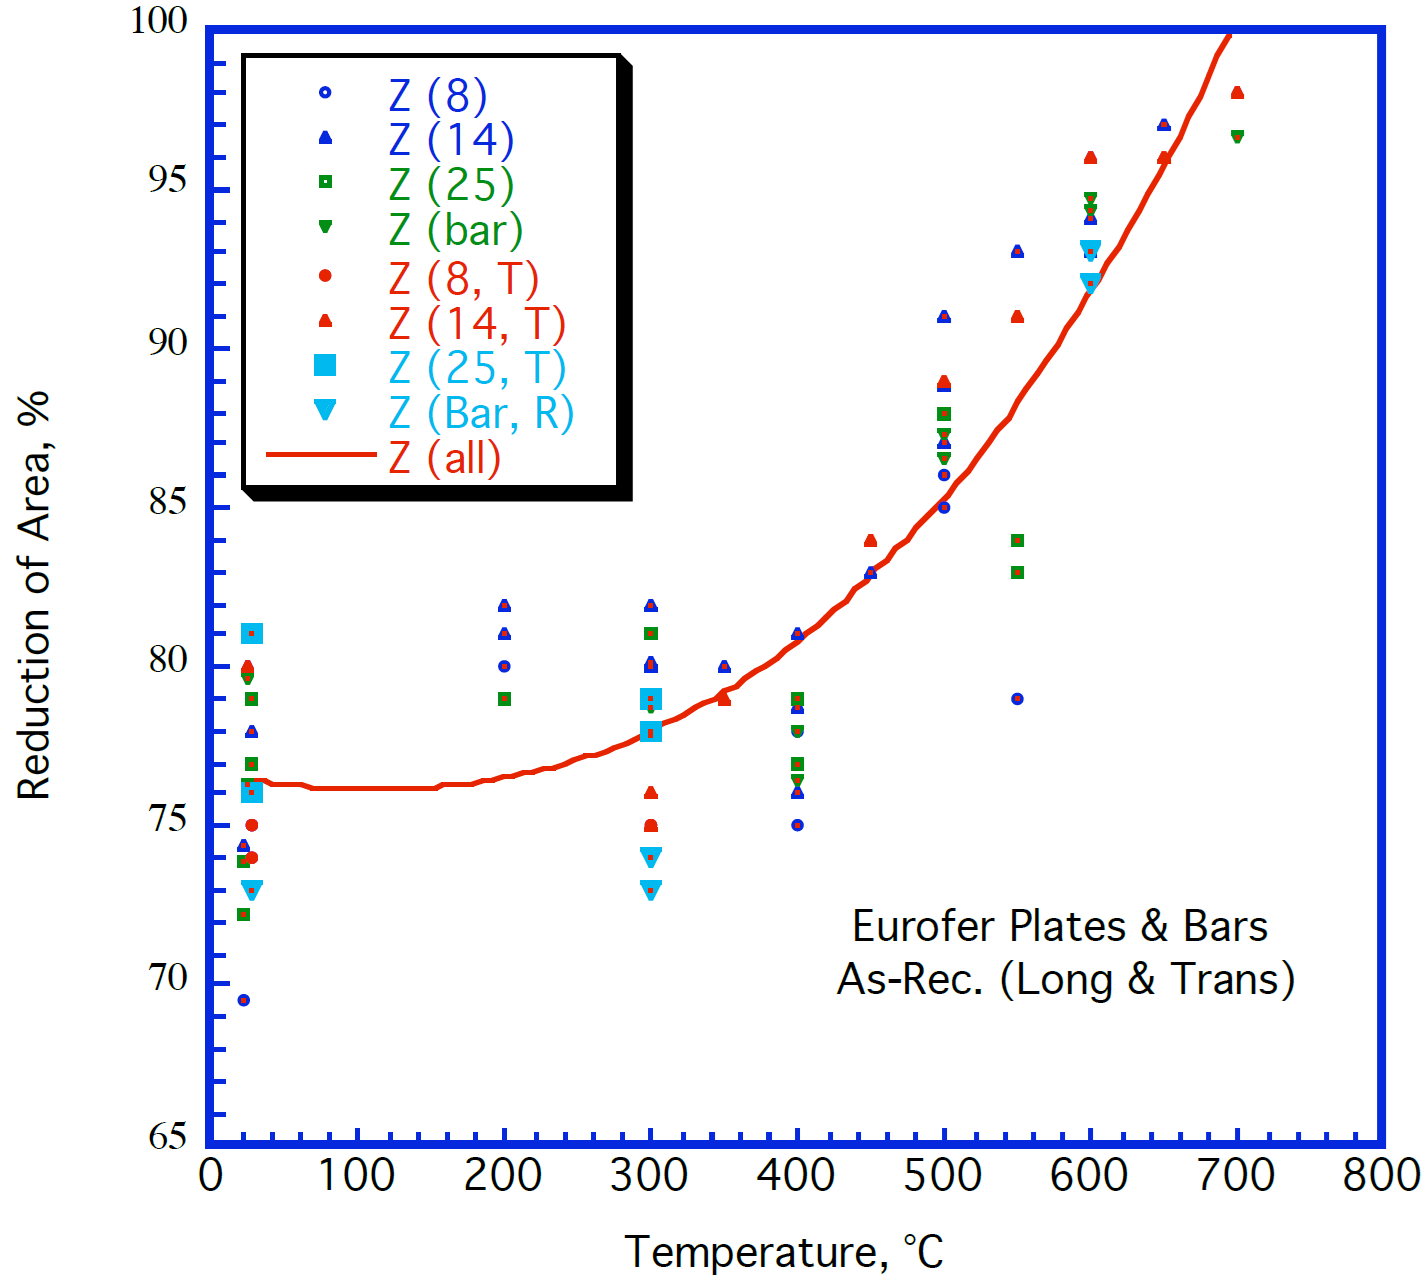 100
95
90
85
80
75
70
65
Reduction of Area, %
Z (8)
Z (14)
Z (25)
Z (bar)
Z (8, T)
Z (14, T)
Z (25, T)
Z (Bar, R)
Z (all)
Eurofer Plates & Bars
As-Rec. (Long & Trans)
0 100 200 300 400 500 600 700 800
Temperature, °C